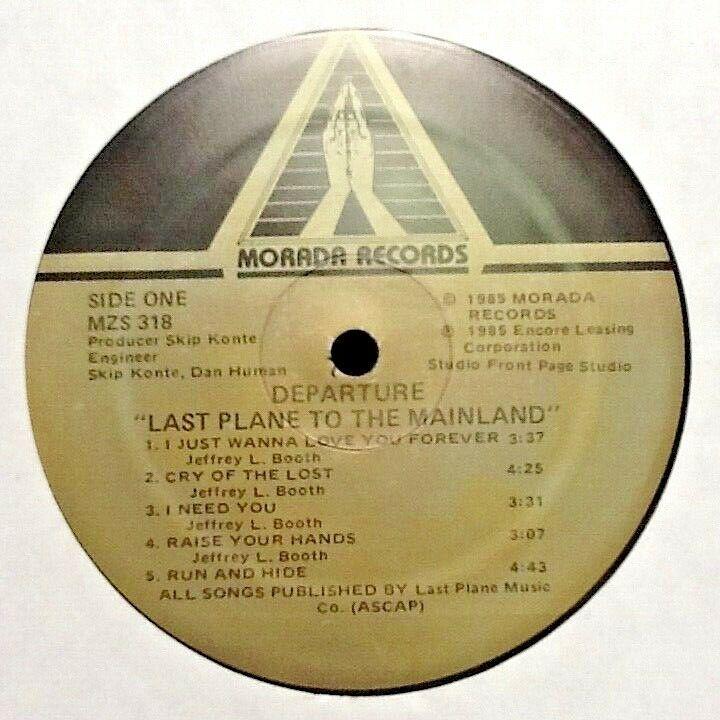 MORADA RECORDS
SIDE ONE
MZS 318
Producer Skip Konte
Engineer
Skip Konte, Dan Human
© 1985 MORADA
RECORDS
℗ 1985 Encore Leasing
Corporation
Studio Front Page Studio
DEPARTURE
"LAST PLANE TO THE MAINLAND"
1. I JUST WANNA LOVE YOU FOREVER 3:37
Jeffrey L. Booth
2. CRY OF THE LOST 4:25
Jeffrey L. Booth
3. I NEED YOU 3:31
Jeffrey L. Booth
4. RAISE YOUR HANDS 3:07
Jeffrey L. Booth
5. RUN AND HIDE 4:43
ALL SONGS PUBLISHED BY Last Plane Music
Co. (ASCAP)